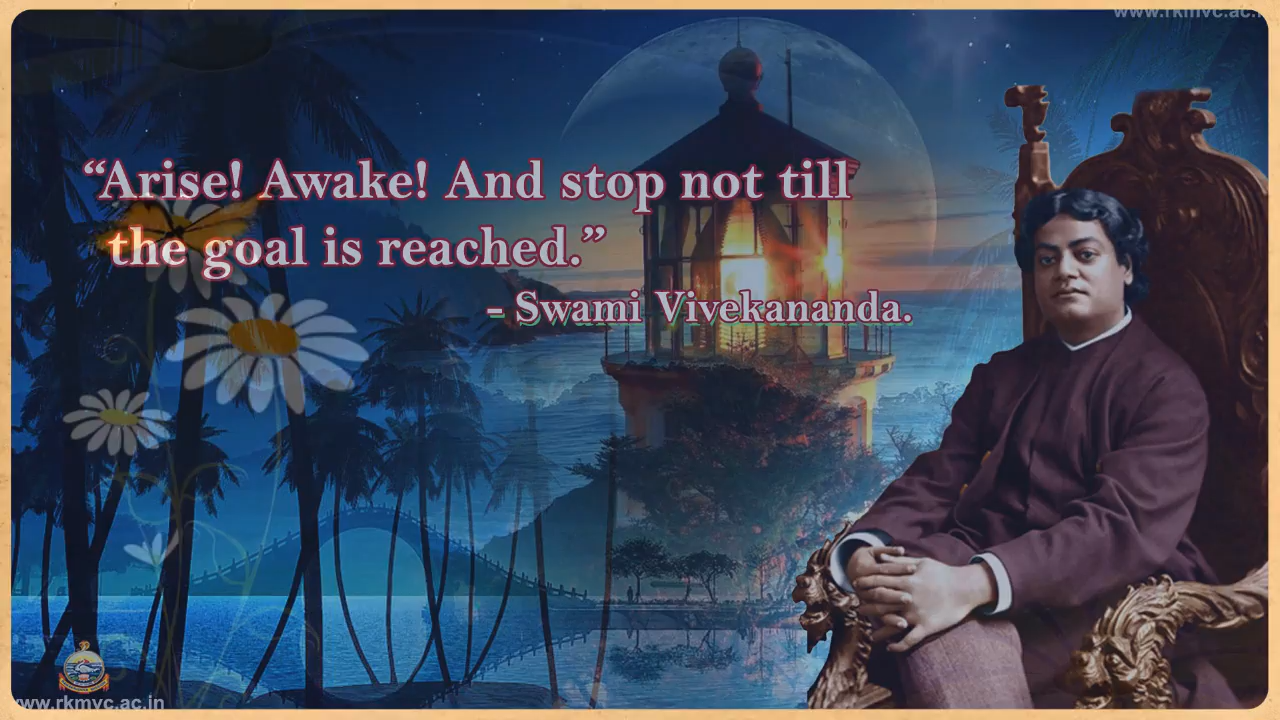 www.rkmvc.ac.in
“Arise! Awake! And stop not till
the goal is reached.”
- Swami Vivekananda.
www.rkmvc.ac.in